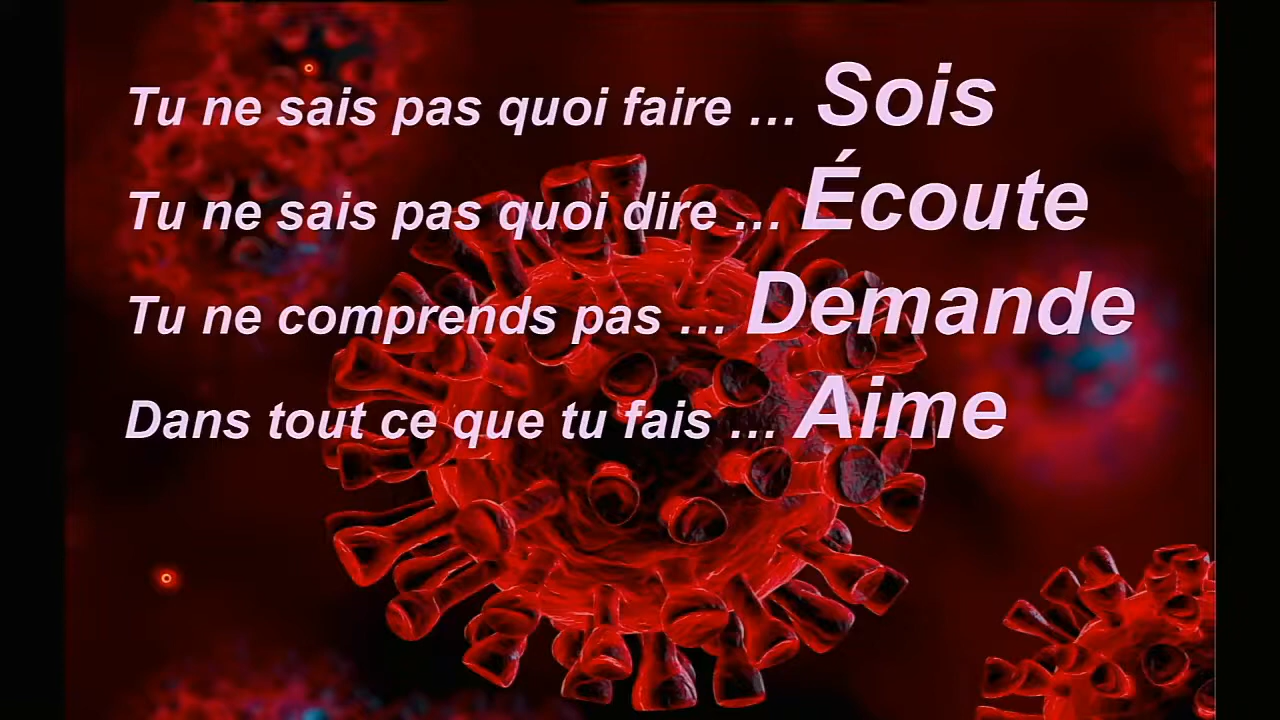 Tu ne sais pas quoi faire … Sois
Tu ne sais pas quoi dire … Écoute
Tu ne comprends pas … Demande
Dans tout ce que tu fais … Aime